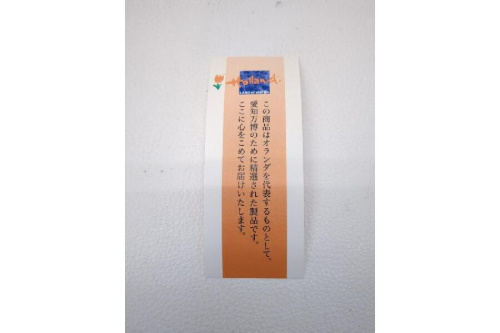 Holland.
この商品はオランダを代表するものとして、
愛知万博のために精選された製品です。
ここに心をこめてお届けいたします。